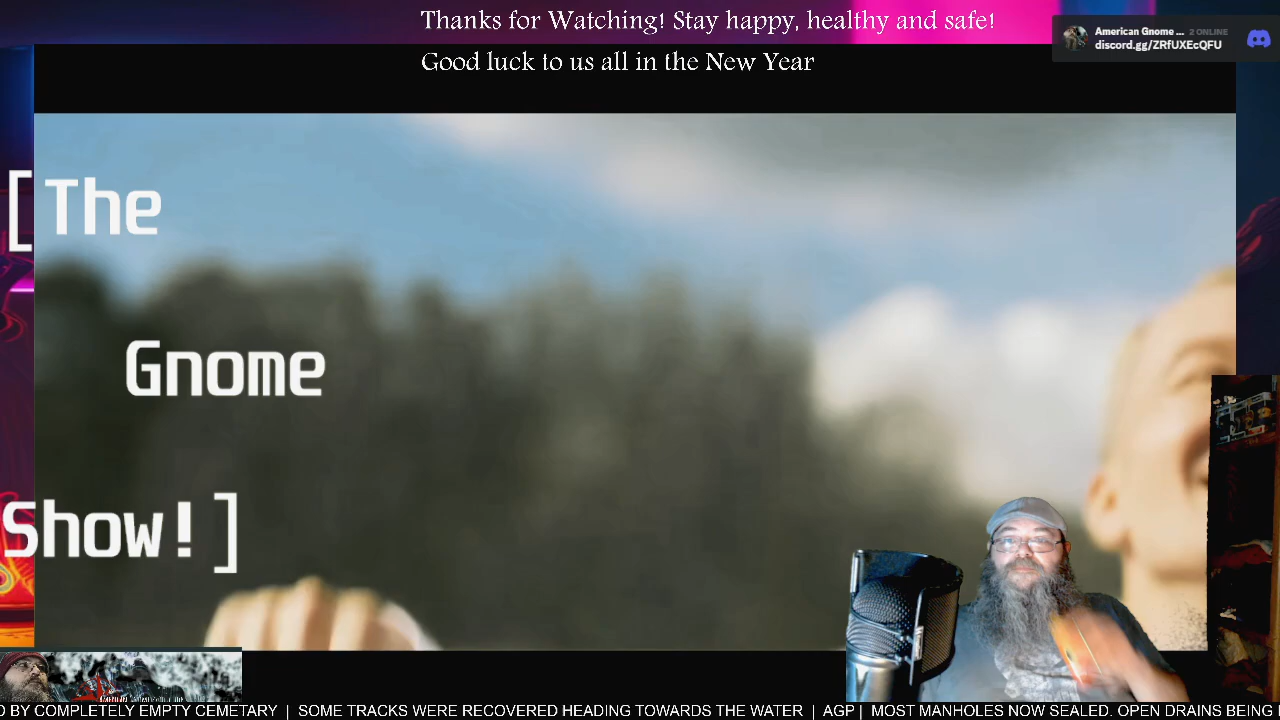 Thanks for Watching! Stay happy, healthy and safe!
American Gnome ... 2 ONLINE
discord.gg/ZRfUXEcQFU
Good luck to us all in the New Year
[The
Gnome
Show!]
BY COMPLETELY EMPTY CEMETARY | SOME TRACKS WERE RECOVERED HEADING TOWARDS THE WATER | AGP | MOST MANHOLES NOW SEALED. OPEN DRAINS BEING